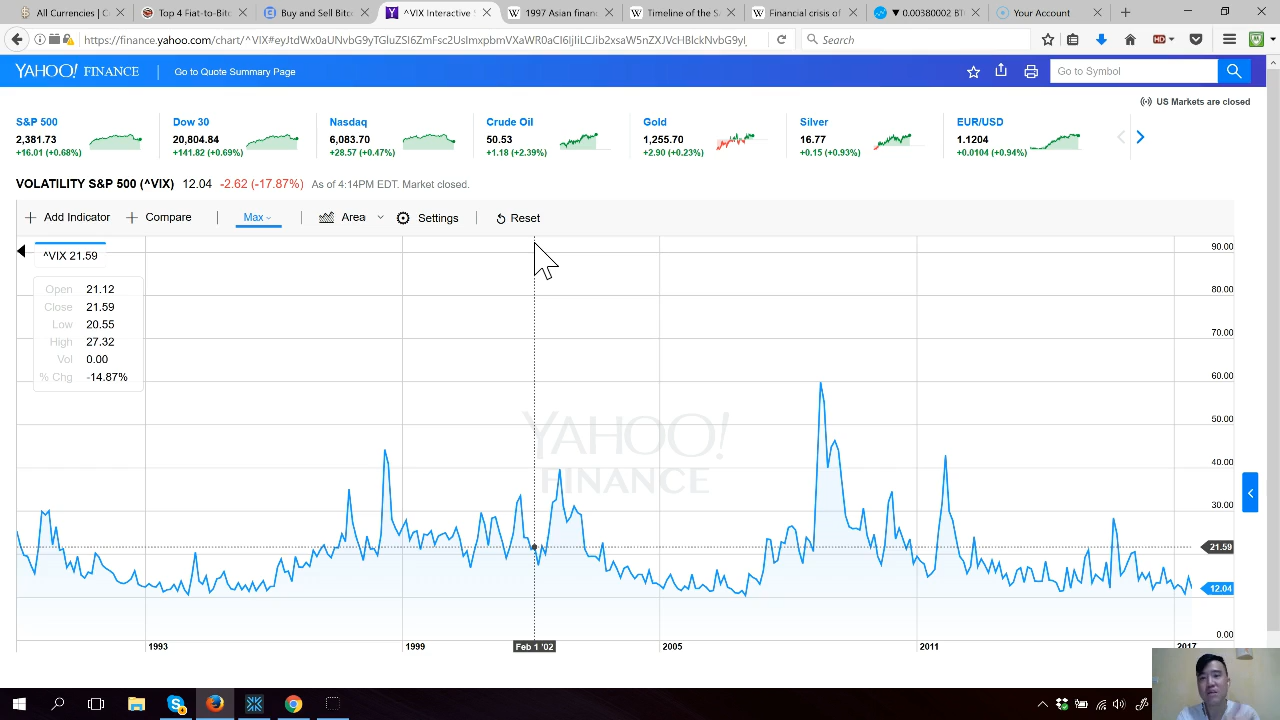 All Currencies |
Top 4 Fiat-to-Bit
Buy and Sell Bitc
^VIX Interactive S
1997 Asian financ
Timeline of the S
Financial crisis of
▼ 0.00380002 BT
Your Account
https://finance.yahoo.com/chart/^VIX#
Search
YAHOO! FINANCE
Go to Quote Summary Page
Go to Symbol
US Markets are closed
S&P 500
2,381.73
+16.01 (+0.68%)
Dow 30
20,804.84
+141.82 (+0.69%)
Nasdaq
6,083.70
+28.57 (+0.47%)
Crude Oil
50.53
+1.18 (+2.39%)
Gold
1,255.70
+2.90 (+0.23%)
Silver
16.77
+0.15 (+0.93%)
EUR/USD
1.1204
+0.0104 (+0.94%)
VOLATILITY S&P 500 (^VIX) 12.04 -2.62 (-17.87%) As of 4:14PM EDT. Market closed.
Add Indicator
Compare
Max
Area
Settings
Reset
^VIX 21.59
Open 21.12
Close 21.59
Low 20.55
High 27.32
Vol 0.00
% Chg -14.87%
YAHOO!
FINANCE
90.00
80.00
70.00
60.00
50.00
40.00
30.00
21.59
12.04
0.00
1993
1999
Feb 1 '02
2005
2011
2017